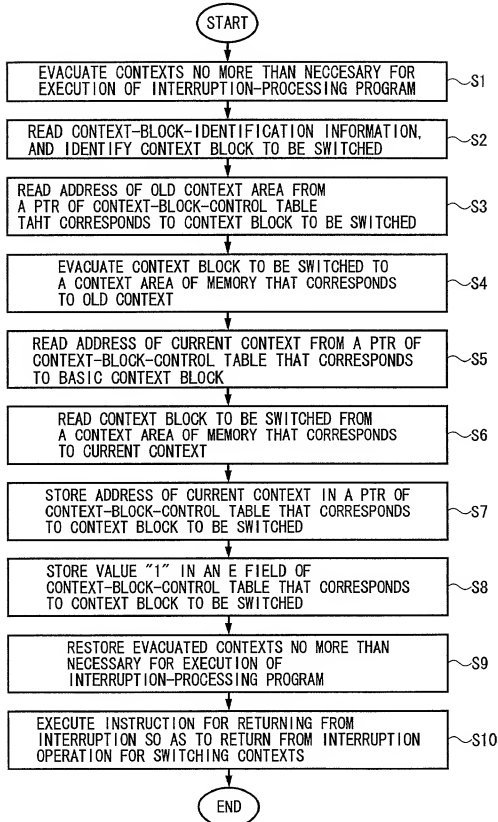 START
EVACUATE CONTEXTS NO MORE THAN NECCESARY FOR
EXECUTION OF INTERRUPTION-PROCESSING PROGRAM
S1
READ CONTEXT-BLOCK-IDENTIFICATION INFORMATION,
AND IDENTIFY CONTEXT BLOCK TO BE SWITCHED
S2
READ ADDRESS OF OLD CONTEXT AREA FROM
A PTR OF CONTEXT-BLOCK-CONTROL TABLE
TAHT CORRESPONDS TO CONTEXT BLOCK TO BE SWITCHED
S3
EVACUATE CONTEXT BLOCK TO BE SWITCHED TO
A CONTEXT AREA OF MEMORY THAT CORRESPONDS
TO OLD CONTEXT
S4
READ ADDRESS OF CURRENT CONTEXT FROM A PTR OF
CONTEXT-BLOCK-CONTROL TABLE THAT CORRESPONDS
TO BASIC CONTEXT BLOCK
S5
READ CONTEXT BLOCK TO BE SWITCHED FROM
A CONTEXT AREA OF MEMORY THAT CORRESPONDS
TO CURRENT CONTEXT
S6
STORE ADDRESS OF CURRENT CONTEXT IN A PTR OF
CONTEXT-BLOCK-CONTROL TABLE THAT CORRESPONDS
TO CONTEXT BLOCK TO BE SWITCHED
S7
STORE VALUE "1" IN AN E FIELD OF
CONTEXT-BLOCK-CONTROL TABLE THAT CORRESPONDS
TO CONTEXT BLOCK TO BE SWITCHED
S8
RESTORE EVACUATED CONTEXTS NO MORE THAN
NECESSARY FOR EXECUTION OF
INTERRUPTION-PROCESSING PROGRAM
S9
EXECUTE INSTRUCTION FOR RETURNING FROM
INTERRUPTION SO AS TO RETURN FROM INTERRUPTION
OPERATION FOR SWITCHING CONTEXTS
S10
END